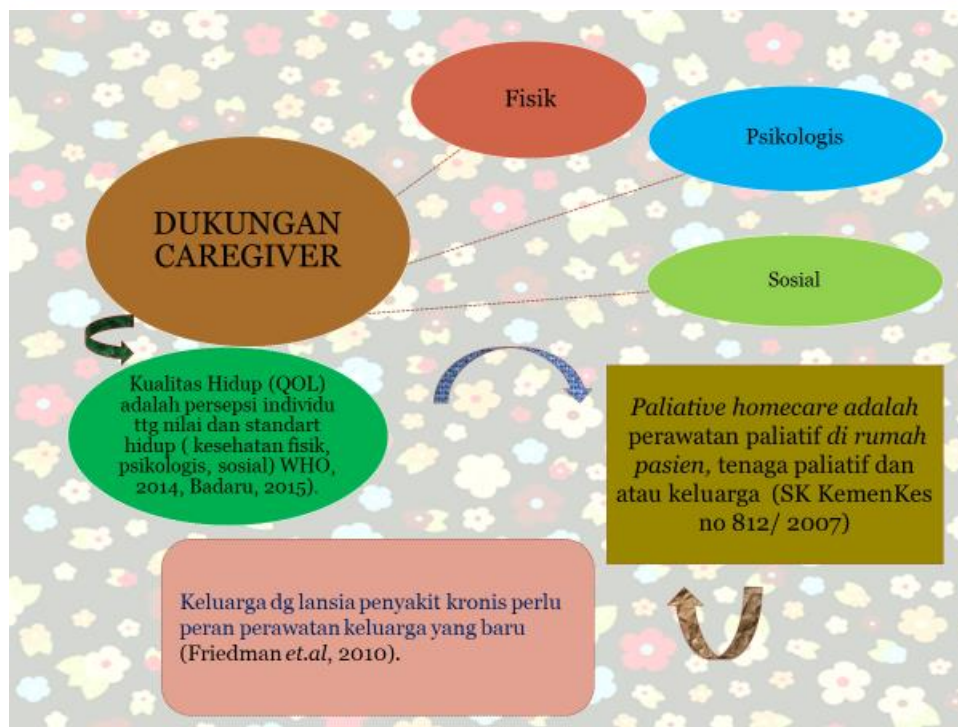 Fisik
Psikologis
DUKUNGAN
CAREGIVER
Sosial
Kualitas Hidup (QOL)
adalah persepsi individu
ttg nilai dan standart
hidup ( kesehatan fisik,
psikologis, sosial) WHO,
2014, Badaru, 2015).
Paliative homecare adalah
perawatan paliatif di rumah
pasien, tenaga paliatif dan
atau keluarga (SK KemenKes
no 812/ 2007)
Keluarga dg lansia penyakit kronis perlu
peran perawatan keluarga yang baru
(Friedman et.al, 2010).